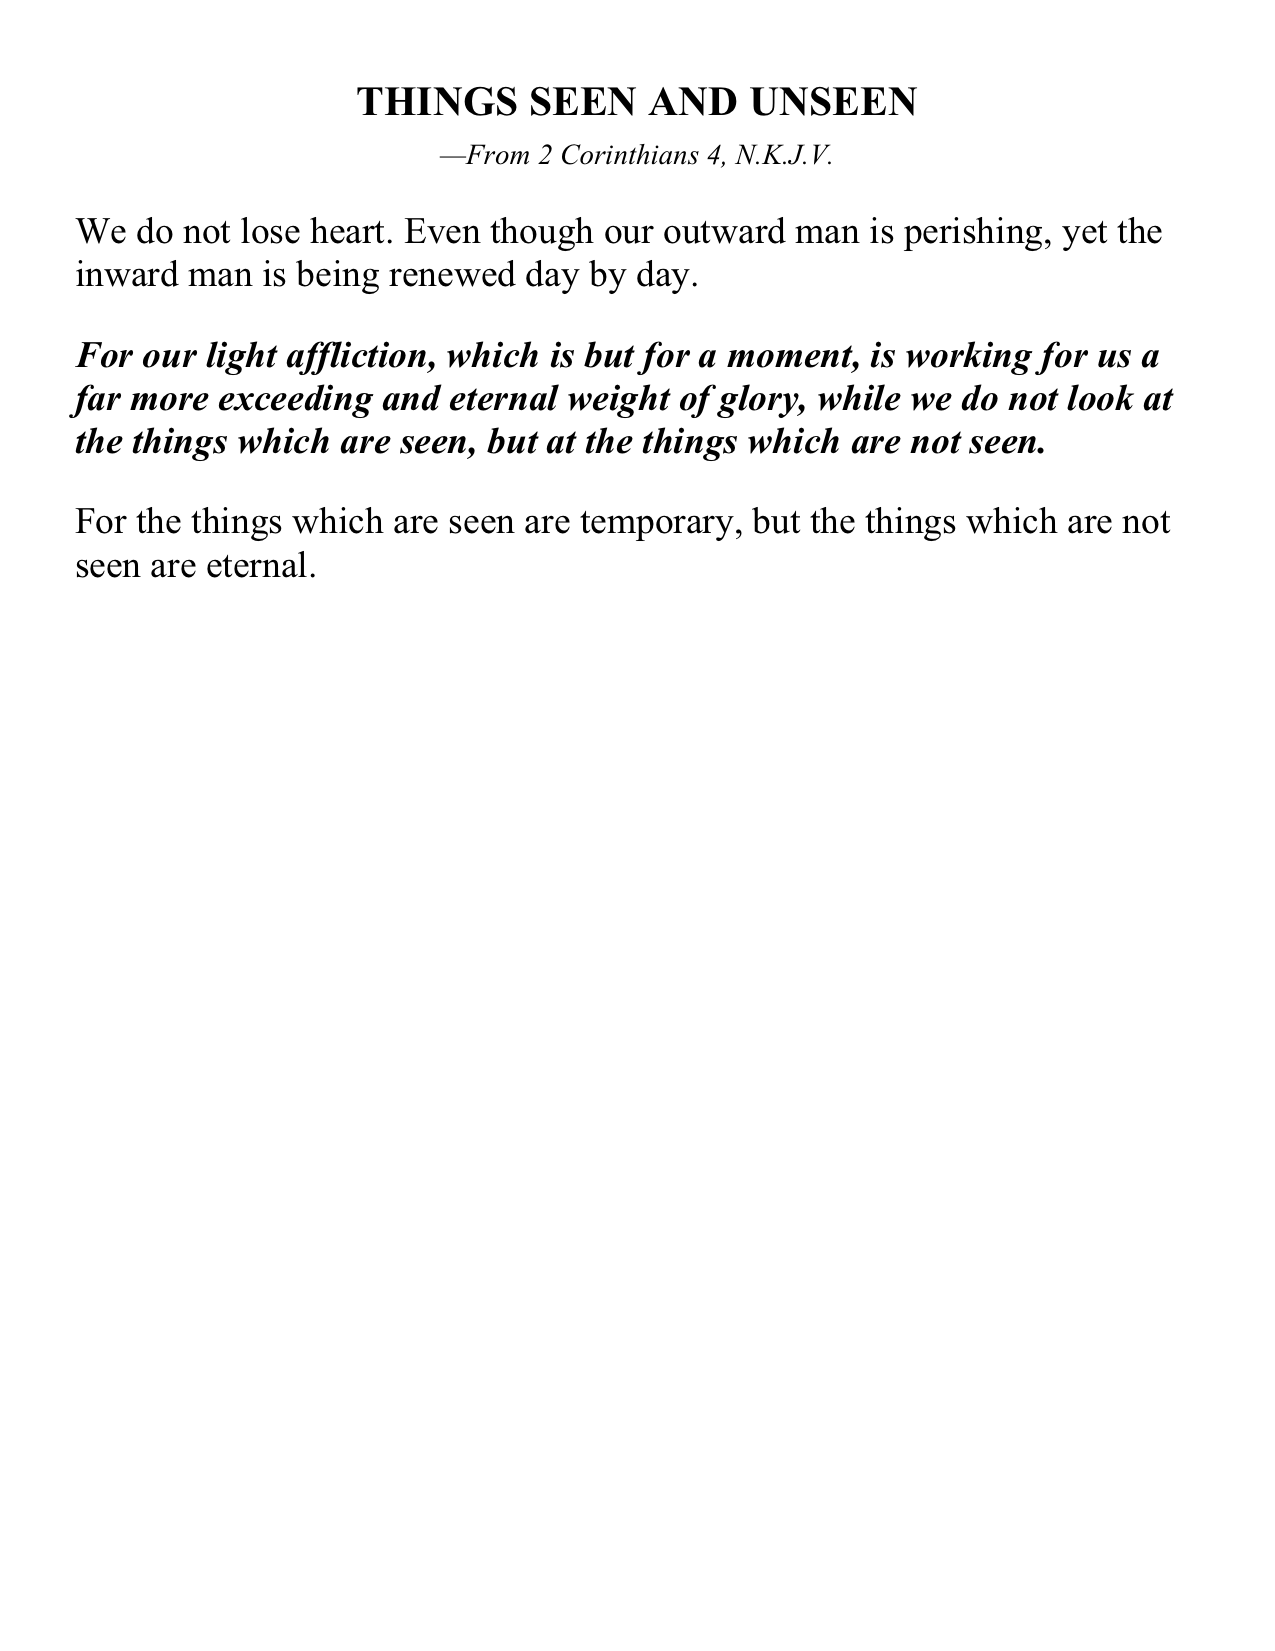 THINGS SEEN AND UNSEEN
—From 2 Corinthians 4, N.K.J.V.
We do not lose heart. Even though our outward man is perishing, yet the
inward man is being renewed day by day.
For our light affliction, which is but for a moment, is working for us a
far more exceeding and eternal weight of glory, while we do not look at
the things which are seen, but at the things which are not seen.
For the things which are seen are temporary, but the things which are not
seen are eternal.